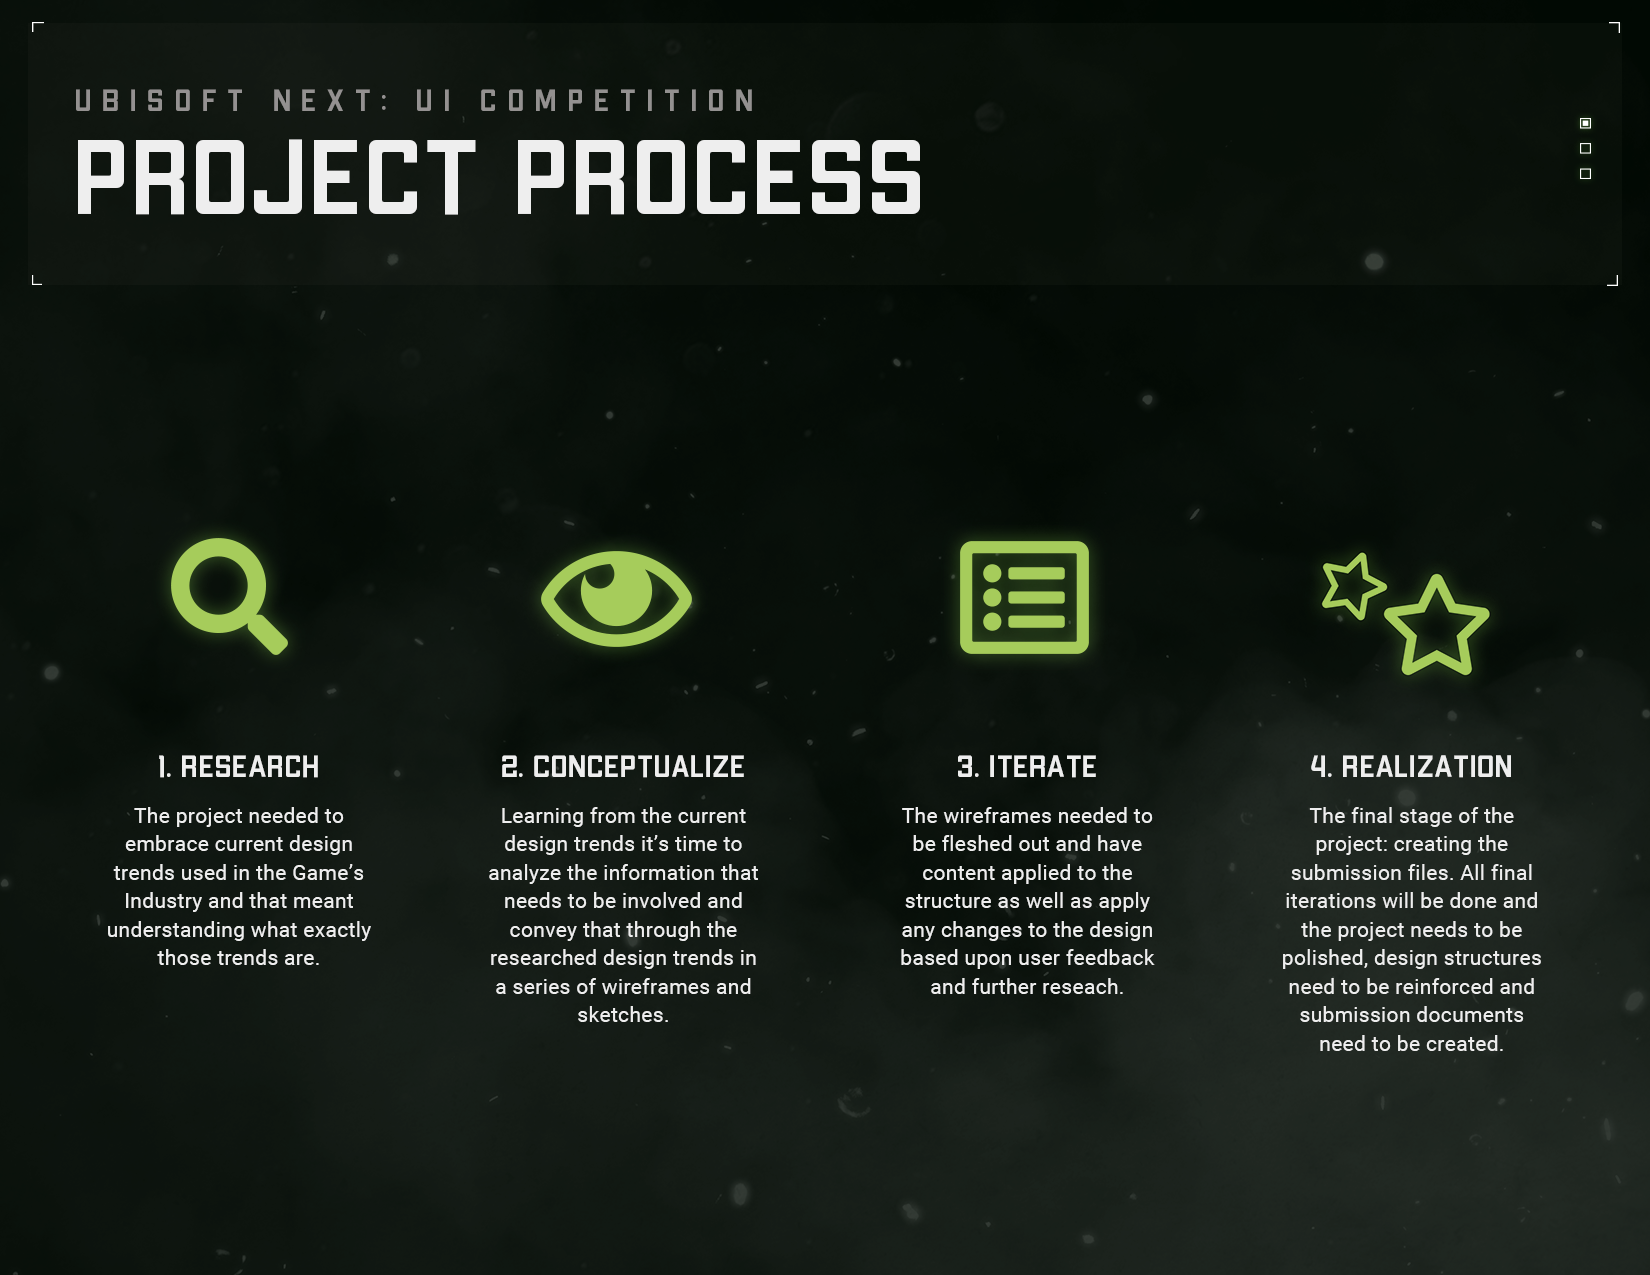 UBISOFT NEXT: UI COMPETITION
PROJECT PROCESS
1. RESEARCH
The project needed to
embrace current design
trends used in the Game’s
Industry and that meant
understanding what exactly
those trends are.
2. CONCEPTUALIZE
Learning from the current
design trends it’s time to
analyze the information that
needs to be involved and
convey that through the
researched design trends in
a series of wireframes and
sketches.
3. ITERATE
The wireframes needed to
be fleshed out and have
content applied to the
structure as well as apply
any changes to the design
based upon user feedback
and further reseach.
4. REALIZATION
The final stage of the
project: creating the
submission files. All final
iterations will be done and
the project needs to be
polished, design structures
need to be reinforced and
submission documents
need to be created.